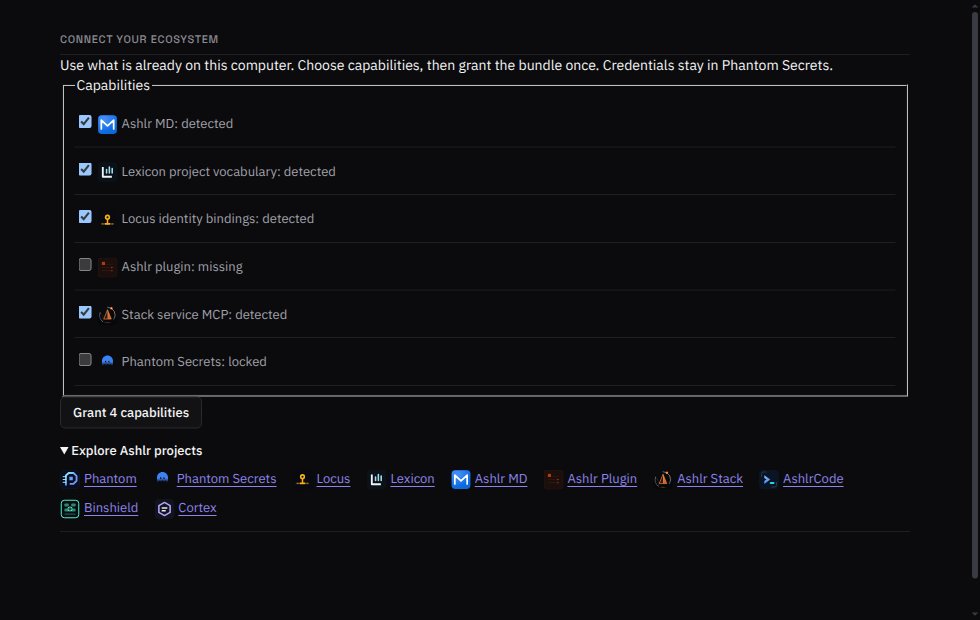 CONNECT YOUR ECOSYSTEM
Use what is already on this computer. Choose capabilities, then grant the bundle once. Credentials stay in Phantom Secrets.
Capabilities
Ashlr MD: detected
Lexicon project vocabulary: detected
Locus identity bindings: detected
Ashlr plugin: missing
Stack service MCP: detected
Phantom Secrets: locked
Grant 4 capabilities
Explore Ashlr projects
Phantom Phantom Secrets Locus Lexicon Ashlr MD Ashlr Plugin Ashlr Stack AshlrCode
Binshield Cortex